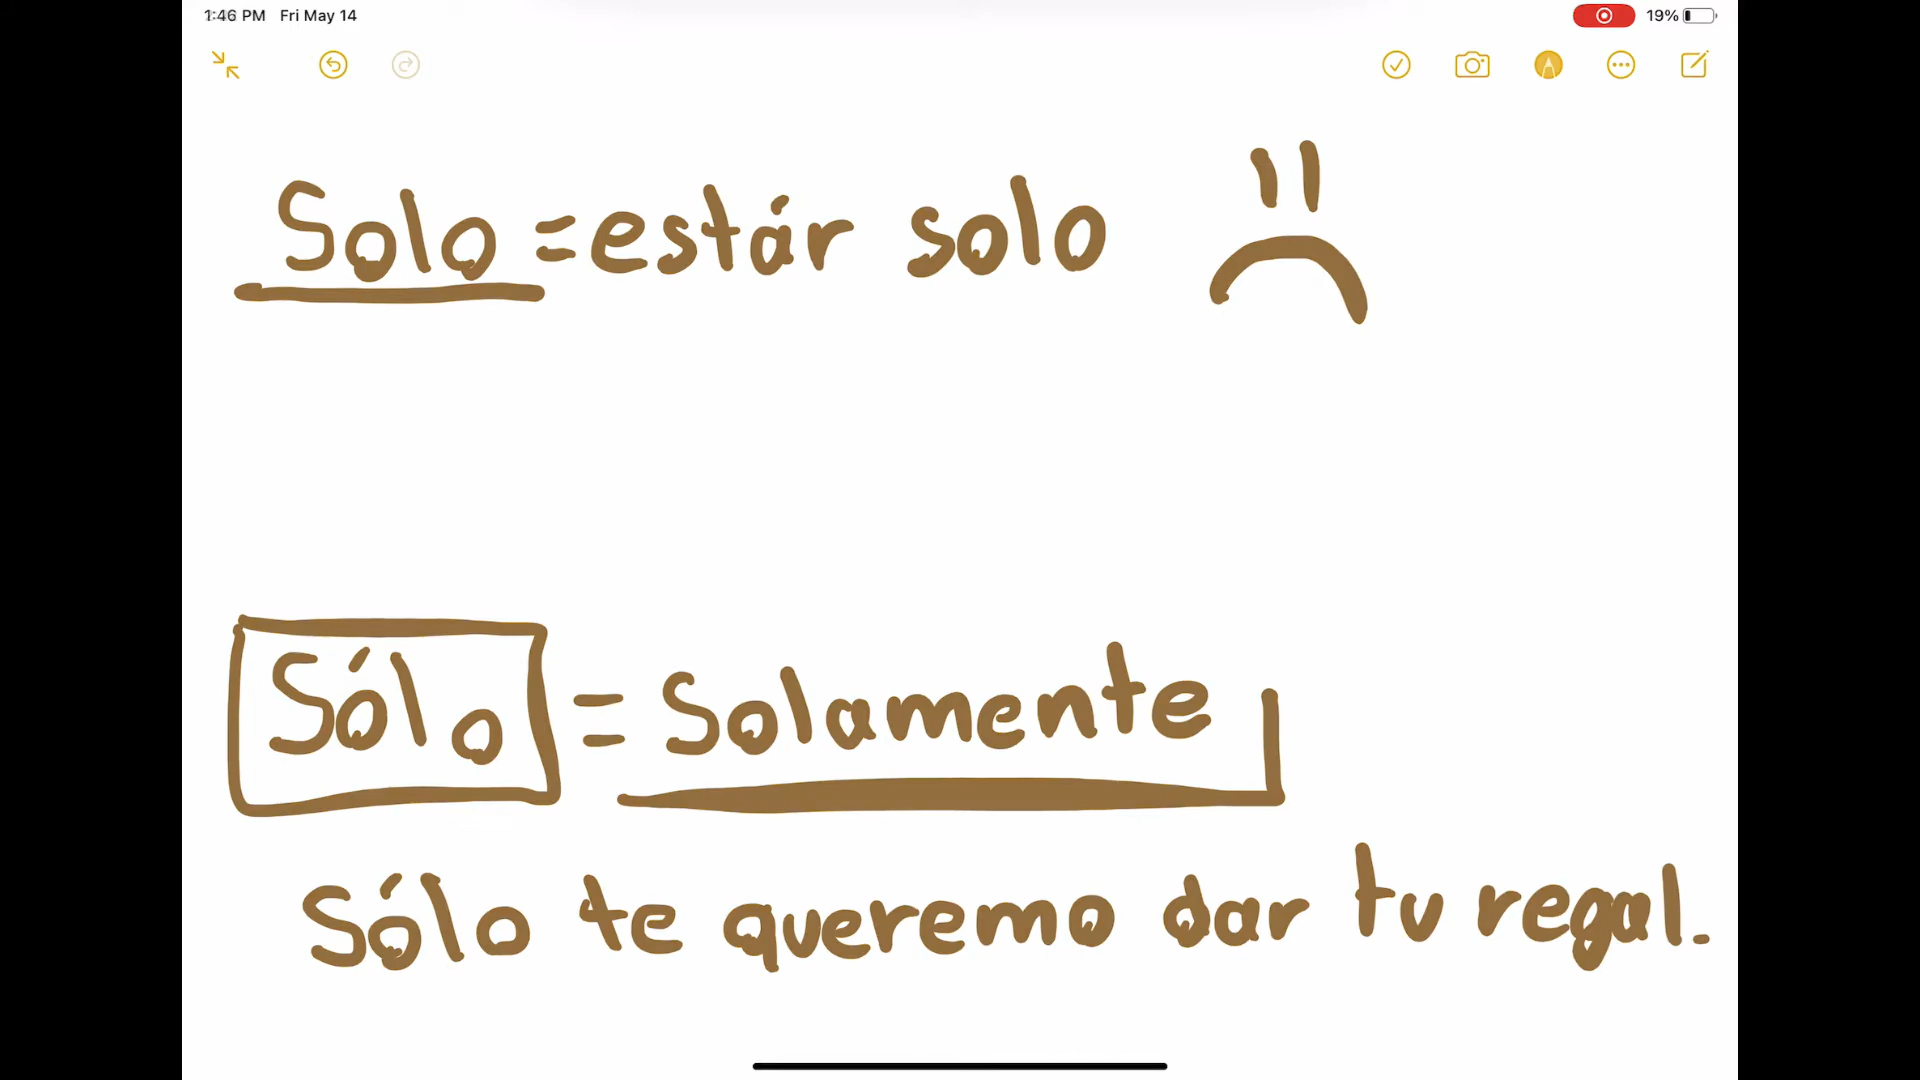 1:46 PM Fri May 14 19%
Solo = estár solo
Sólo = Solamente
Sólo te queremo dar tu regal.